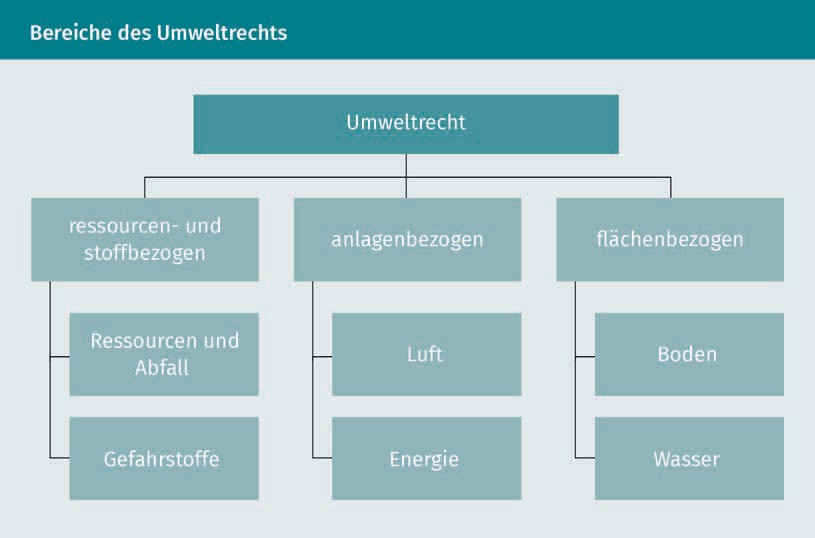 Bereiche des Umweltrechts
Umweltrecht
ressourcen- und
stoffbezogen
anlagenbezogen
flächenbezogen
Ressourcen und
Abfall
Luft
Boden
Gefahrstoffe
Energie
Wasser